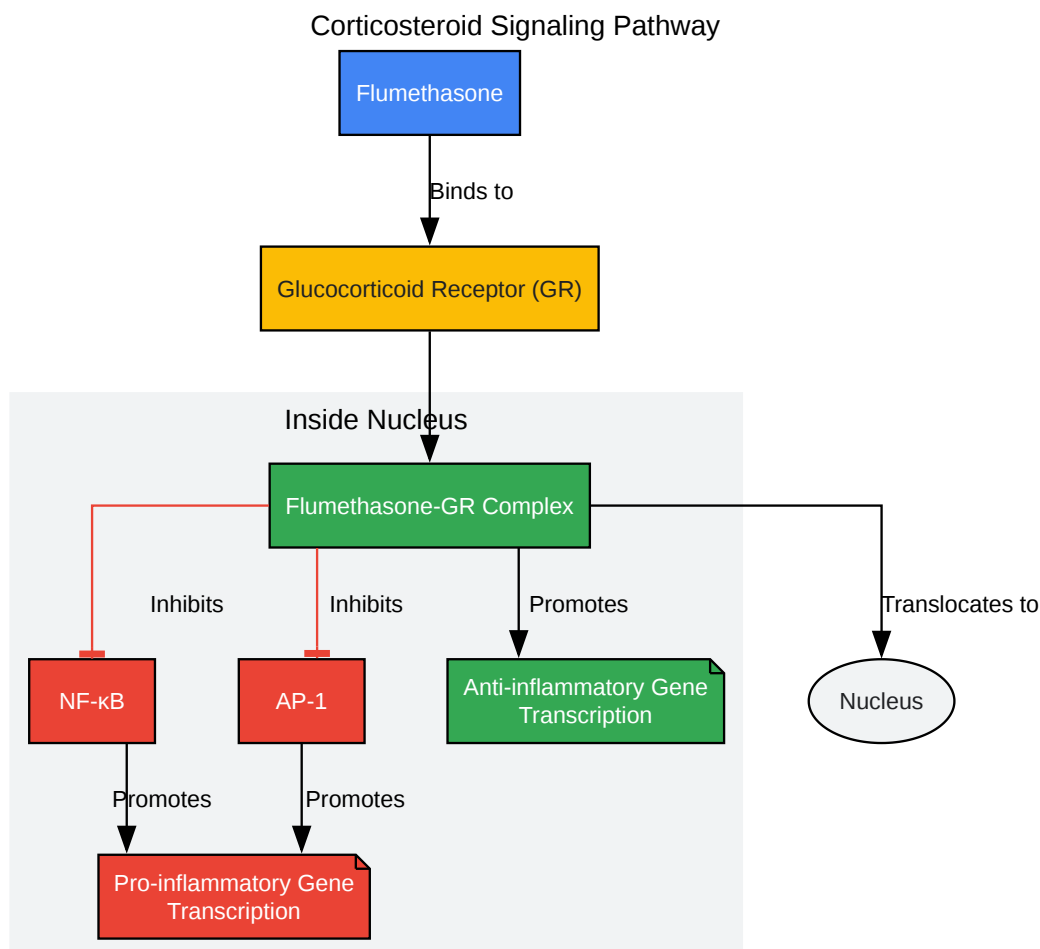 Corticosteroid Signaling Pathway
Flumethasone
Binds to
Glucocorticoid Receptor (GR)
Inside Nucleus
Flumethasone-GR Complex
Inhibits
Inhibits
Promotes
Translocates to
NF-κB
AP-1
Anti-inflammatory Gene
Transcription
Nucleus
Promotes
Promotes
Pro-inflammatory Gene
Transcription